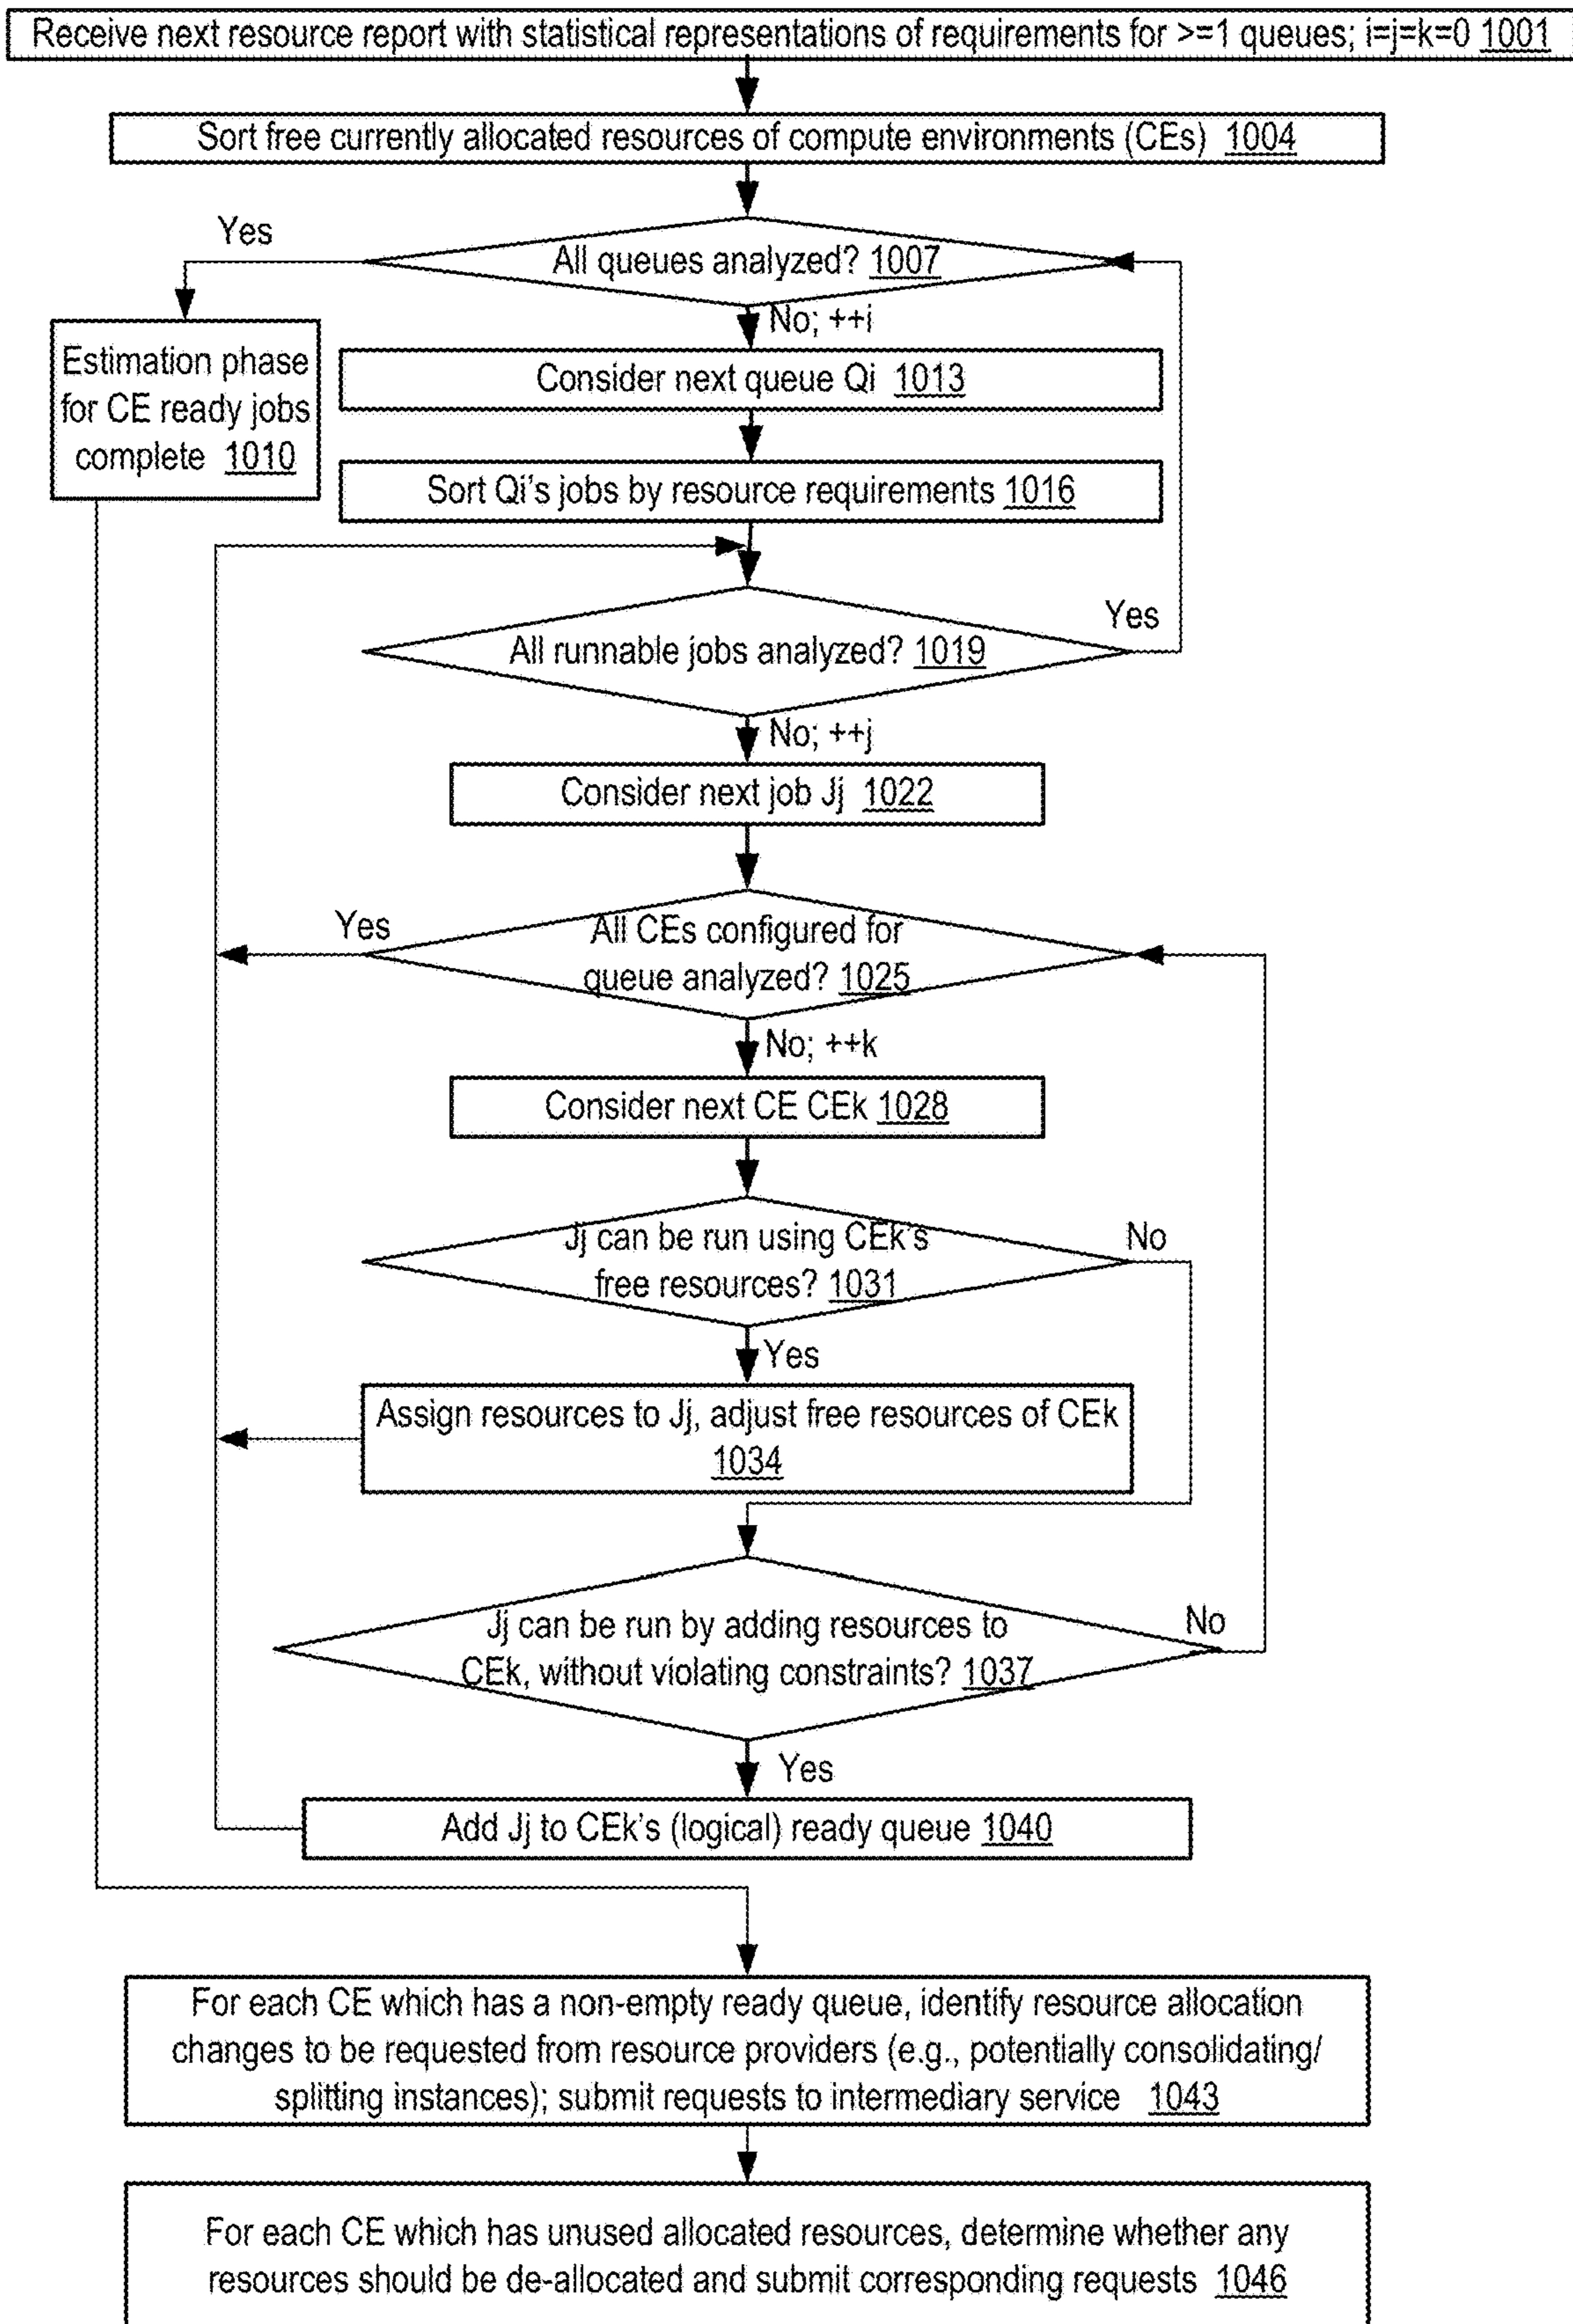 Receive next resource report with statistical representations of requirements for >=1 queues; i=j=k=0 1001
Sort free currently allocated resources of compute environments (CEs) 1004
Yes
All queues analyzed? 1007
No; ++i
Estimation phase
for CE ready jobs
complete 1010
Consider next queue Qi 1013
Sort Qi's jobs by resource requirements 1016
Yes
All runnable jobs analyzed? 1019
No; ++j
Consider next job Jj 1022
Yes
All CEs configured for
queue analyzed? 1025
No; ++k
Consider next CE CEk 1028
Jj can be run using CEk's
free resources? 1031
No
Yes
Assign resources to Jj, adjust free resources of CEk
1034
Jj can be run by adding resources to
CEk, without violating constraints? 1037
No
Yes
Add Jj to CEk's (logical) ready queue 1040
For each CE which has a non-empty ready queue, identify resource allocation
changes to be requested from resource providers (e.g., potentially consolidating/
splitting instances); submit requests to intermediary service 1043
For each CE which has unused allocated resources, determine whether any
resources should be de-allocated and submit corresponding requests 1046